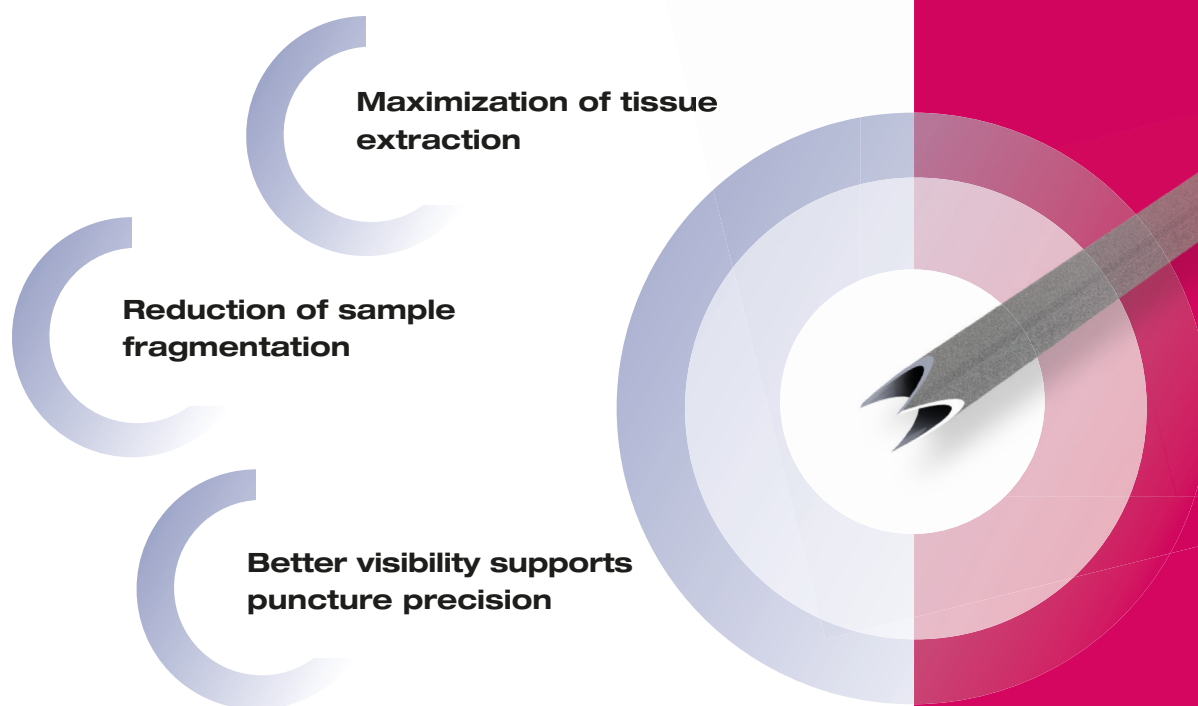 Maximization of tissue
extraction
Reduction of sample
fragmentation
Better visibility supports
puncture precision